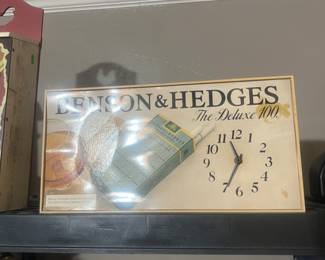 BENSON & HEDGES
The Deluxe 100.
11 12 1
10 2
9 3
8 4
7 6 5